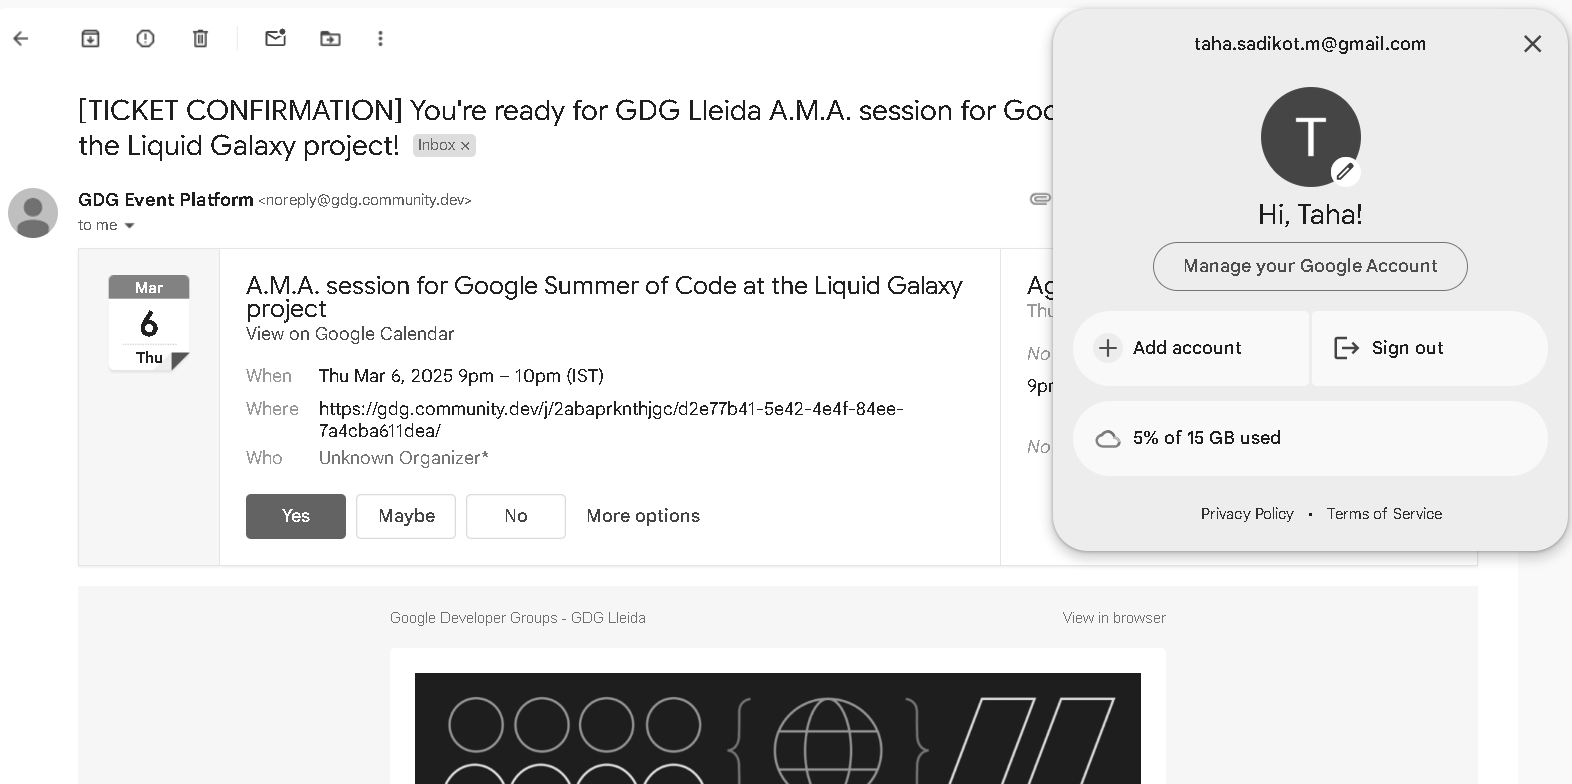 [TICKET CONFIRMATION] You're ready for GDG Lleida A.M.A. session for Goo
the Liquid Galaxy project! Inbox ×
GDG Event Platform <noreply@gdg.community.dev>
to me
Mar
6
Thu
A.M.A. session for Google Summer of Code at the Liquid Galaxy
project
View on Google Calendar
When Thu Mar 6, 2025 9pm – 10pm (IST)
Where https://gdg.community.dev/j/2abaprknthjgc/d2e77b41-5e42-4e4f-84ee-
7a4cba611dea/
Who Unknown Organizer*
Yes Maybe No More options
Ag
Thu
No
9pm
No
taha.sadikot.m@gmail.com
T
Hi, Taha!
Manage your Google Account
Add account
Sign out
5% of 15 GB used
Privacy Policy • Terms of Service
Google Developer Groups - GDG Lleida
View in browser